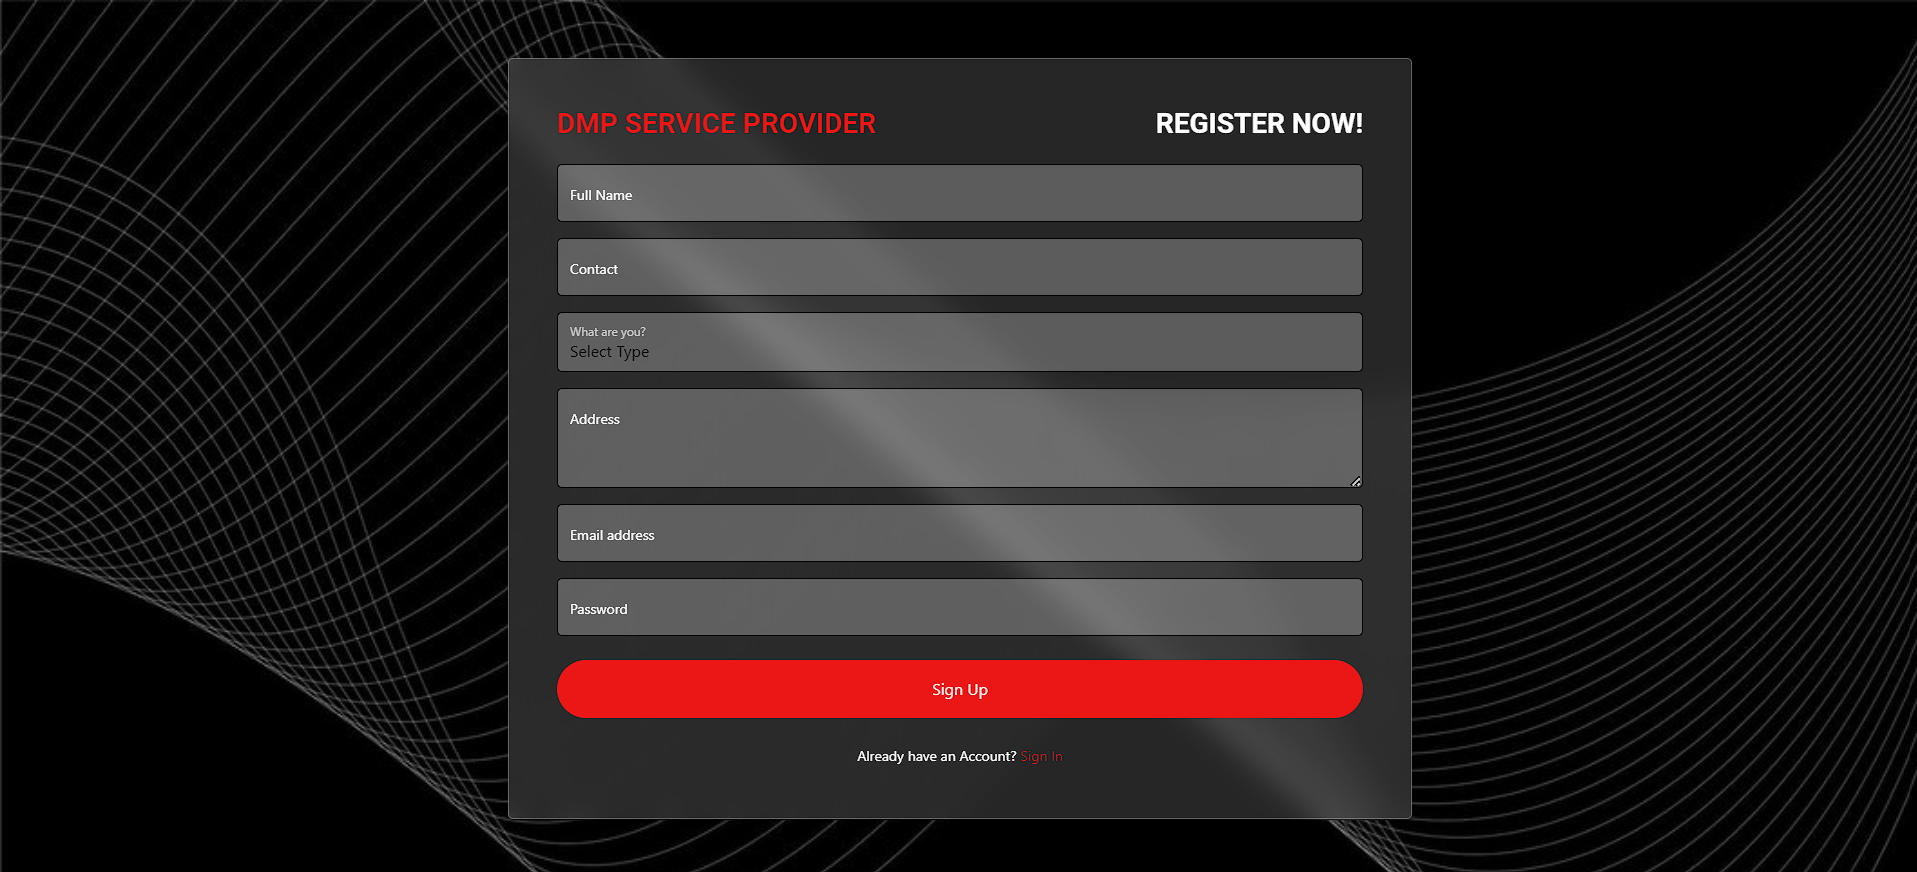 DMP SERVICE PROVIDER
REGISTER NOW!
Full Name
Contact
What are you?
Select Type
Address
Email address
Password
Sign Up
Already have an Account? Sign In